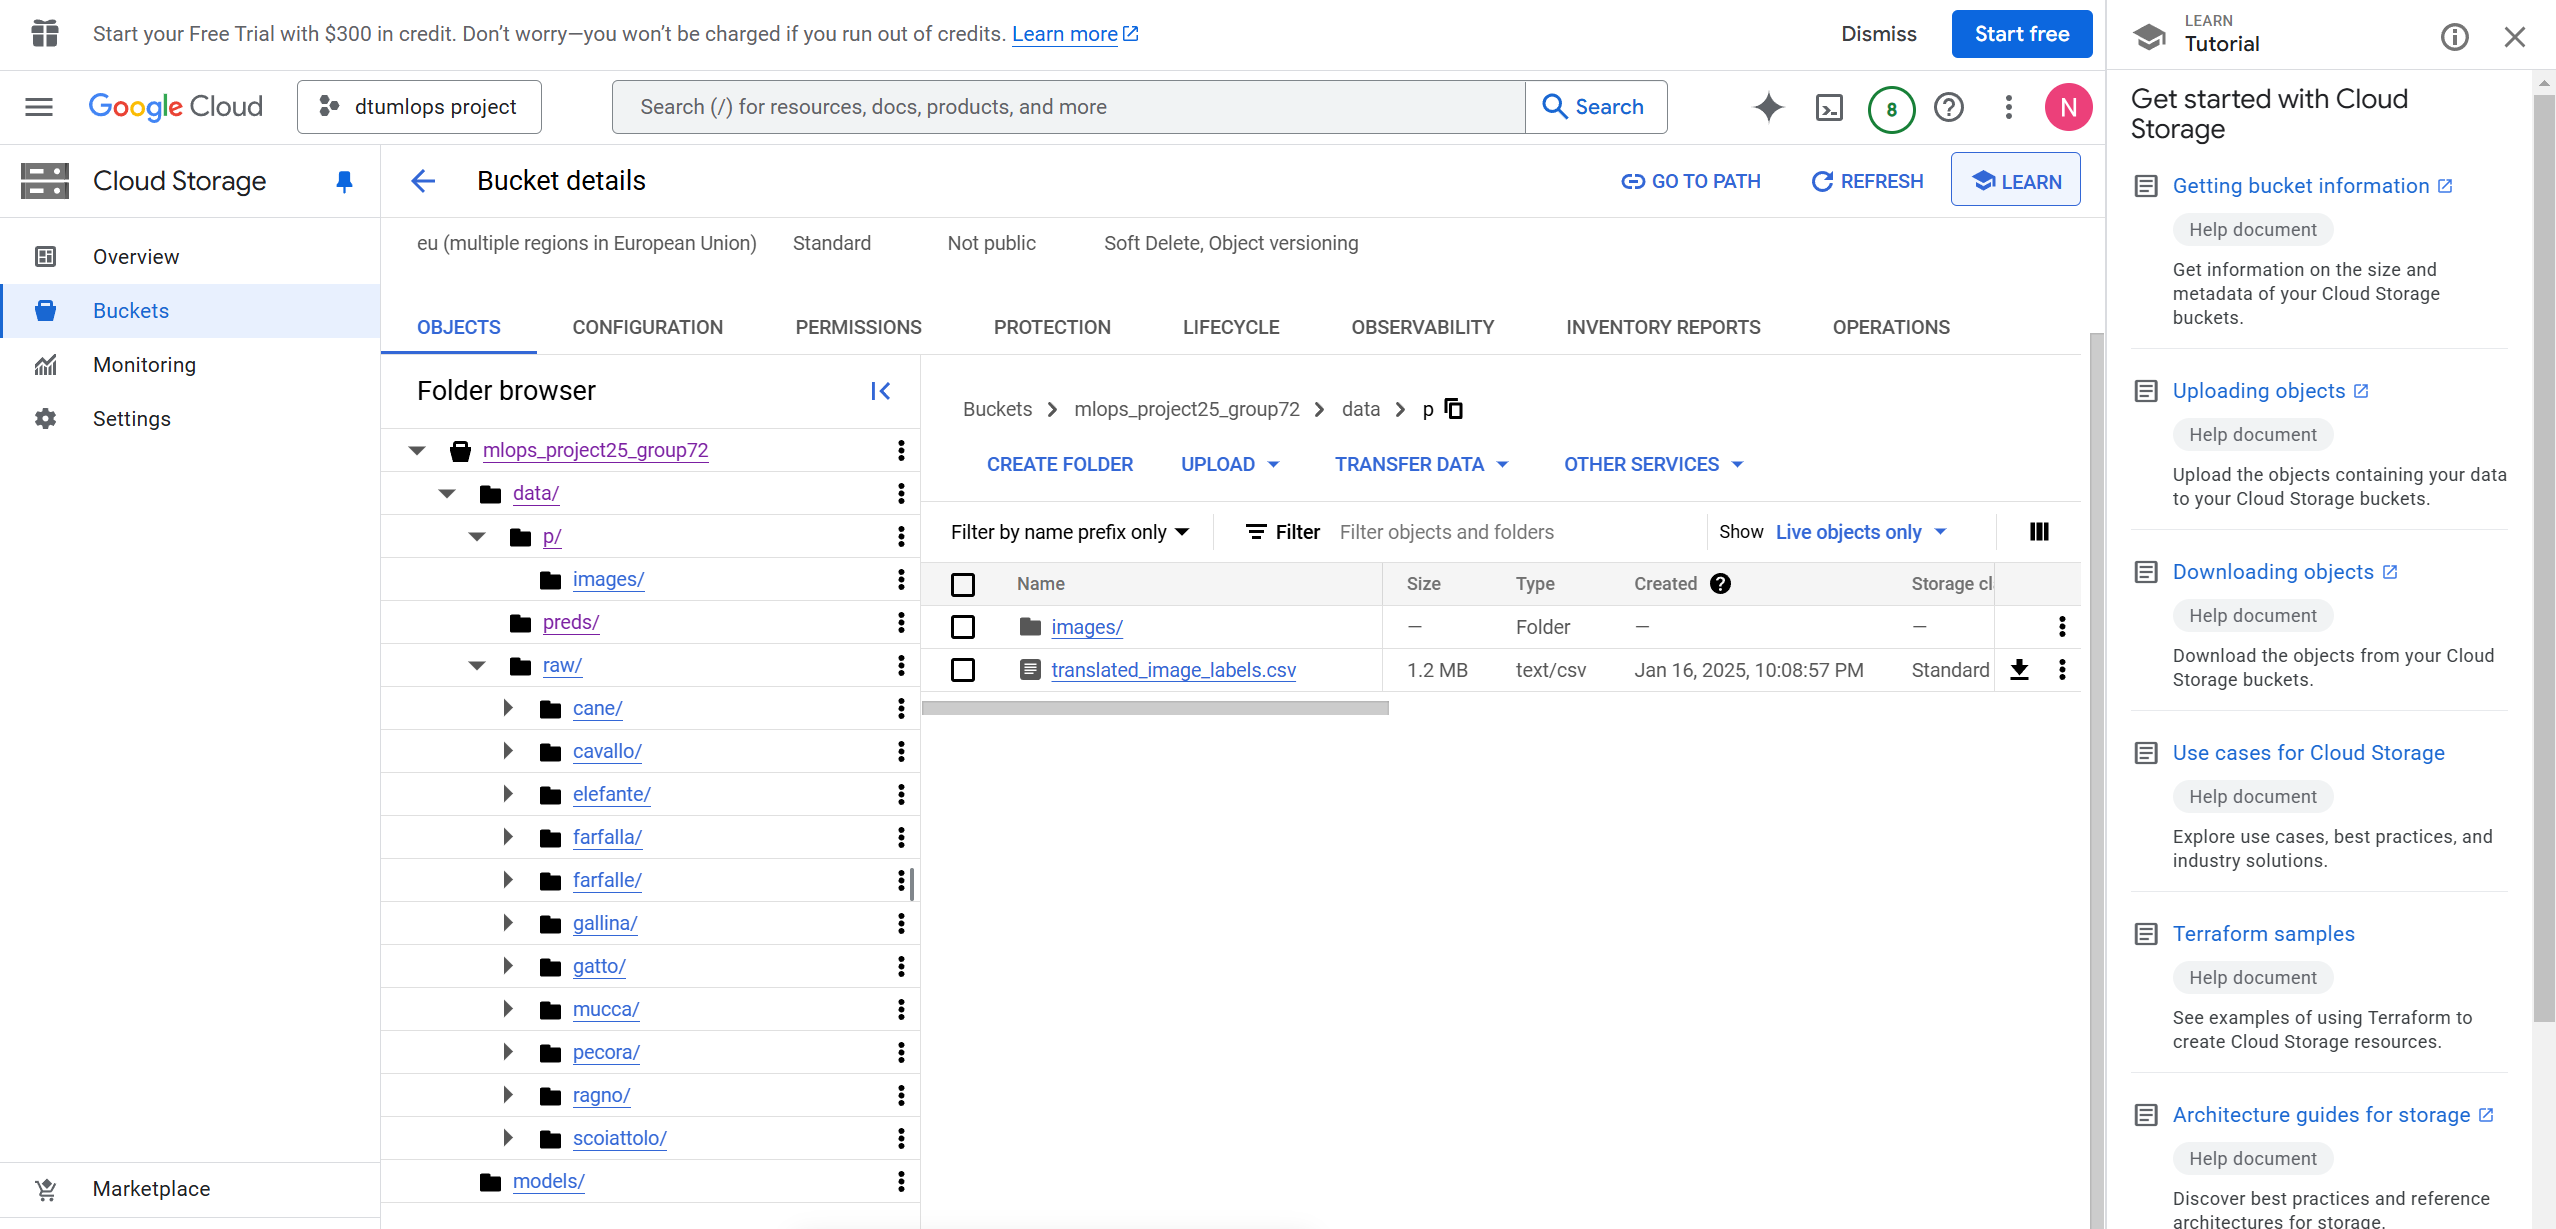 Start your Free Trial with $300 in credit. Don’t worry—you won’t be charged if you run out of credits. Learn more
Dismiss
Start free
Google Cloud
dtumlops project
Search (/) for resources, docs, products, and more
Search
8
N
Cloud Storage
Overview
Buckets
Monitoring
Settings
Marketplace
Bucket details
GO TO PATH
REFRESH
LEARN
eu (multiple regions in European Union)
Standard
Not public
Soft Delete, Object versioning
OBJECTS
CONFIGURATION
PERMISSIONS
PROTECTION
LIFECYCLE
OBSERVABILITY
INVENTORY REPORTS
OPERATIONS
Folder browser
mlops_project25_group72
data/
p/
images/
preds/
raw/
cane/
cavallo/
elefante/
farfalla/
farfalle/
gallina/
gatto/
mucca/
pecora/
ragno/
scoiattolo/
models/
Buckets
mlops_project25_group72
data
p
CREATE FOLDER
UPLOAD
TRANSFER DATA
OTHER SERVICES
Filter by name prefix only
Filter
Filter objects and folders
Show
Live objects only
Name Size Type Created Storage cl
images/ — Folder — —
translated_image_labels.csv 1.2 MB text/csv Jan 16, 2025, 10:08:57 PM Standard
LEARN
Tutorial
Get started with Cloud
Storage
Getting bucket information
Help document
Get information on the size and
metadata of your Cloud Storage
buckets.
Uploading objects
Help document
Upload the objects containing your data
to your Cloud Storage buckets.
Downloading objects
Help document
Download the objects from your Cloud
Storage buckets.
Use cases for Cloud Storage
Help document
Explore use cases, best practices, and
industry solutions.
Terraform samples
Help document
See examples of using Terraform to
create Cloud Storage resources.
Architecture guides for storage
Help document
Discover best practices and reference
architectures for storage.